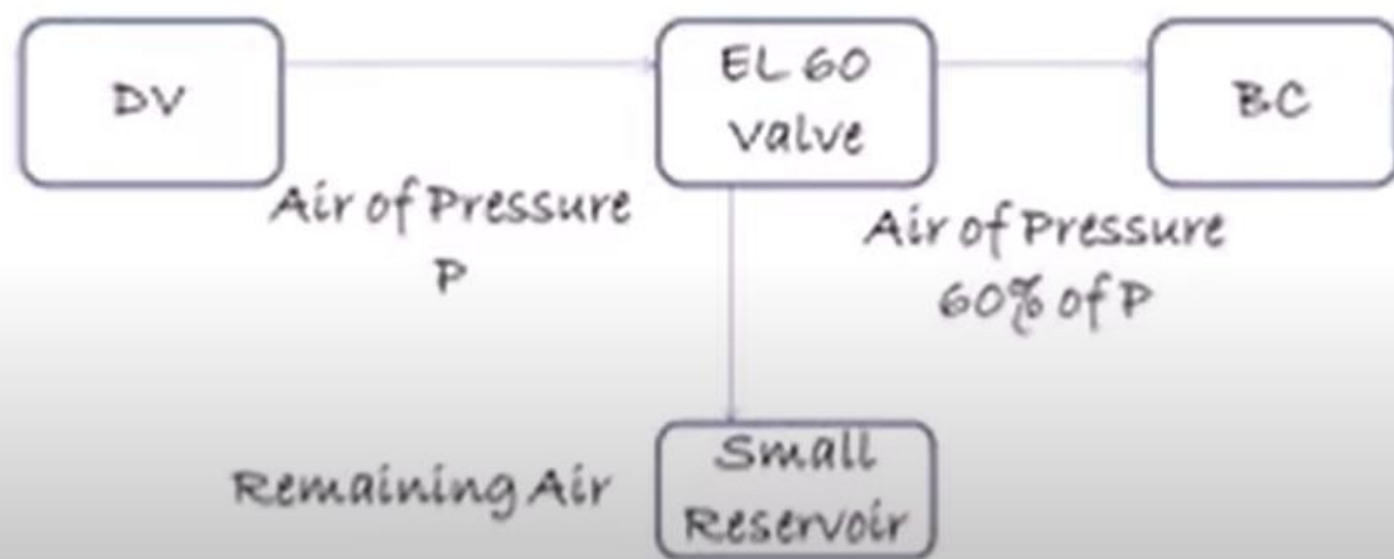 DV
EL 60
Valve
BC
Air of Pressure
P
Air of Pressure
60% of P
Remaining Air
Small
Reservoir